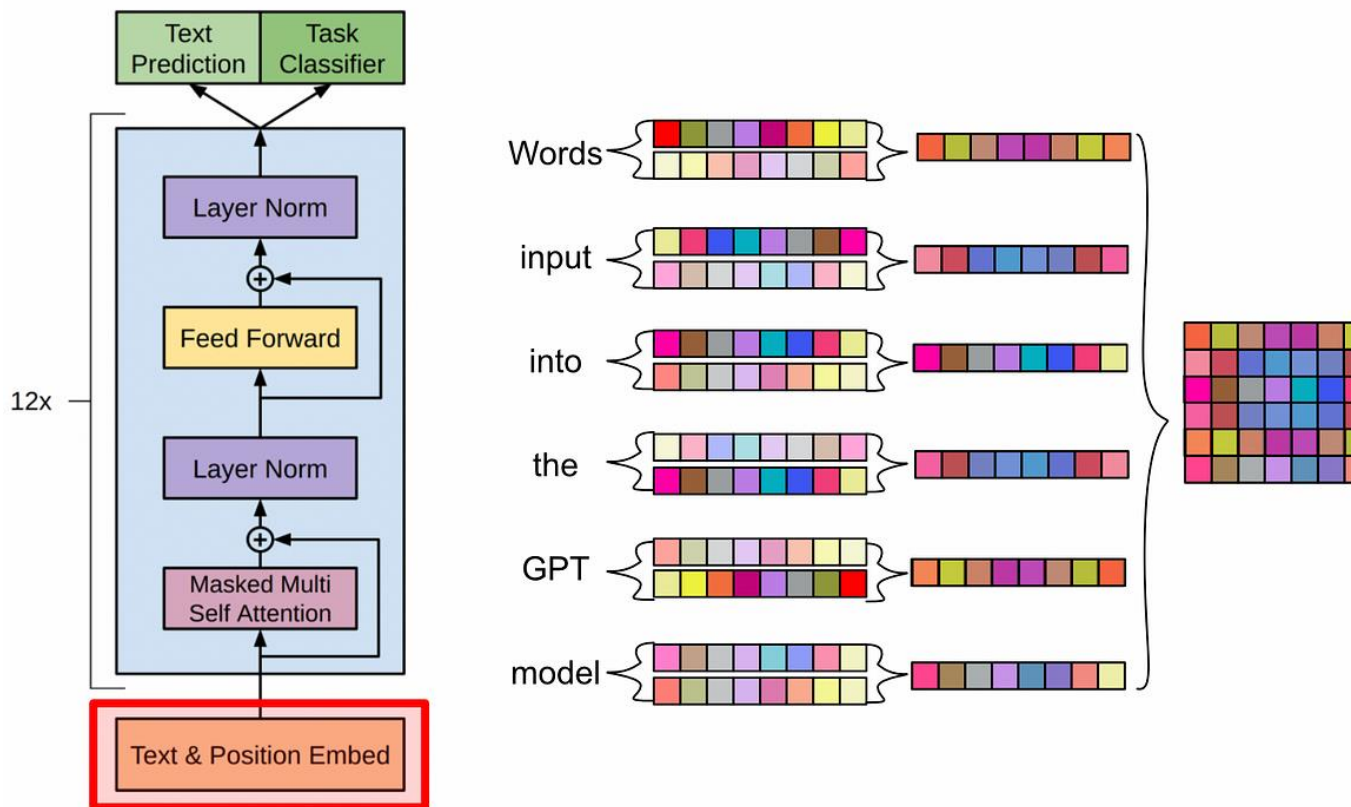 Text
Prediction
Task
Classifier
Layer Norm
+
Feed Forward
12x
Layer Norm
+
Masked Multi
Self Attention
Text & Position Embed
Words
input
into
the
GPT
model